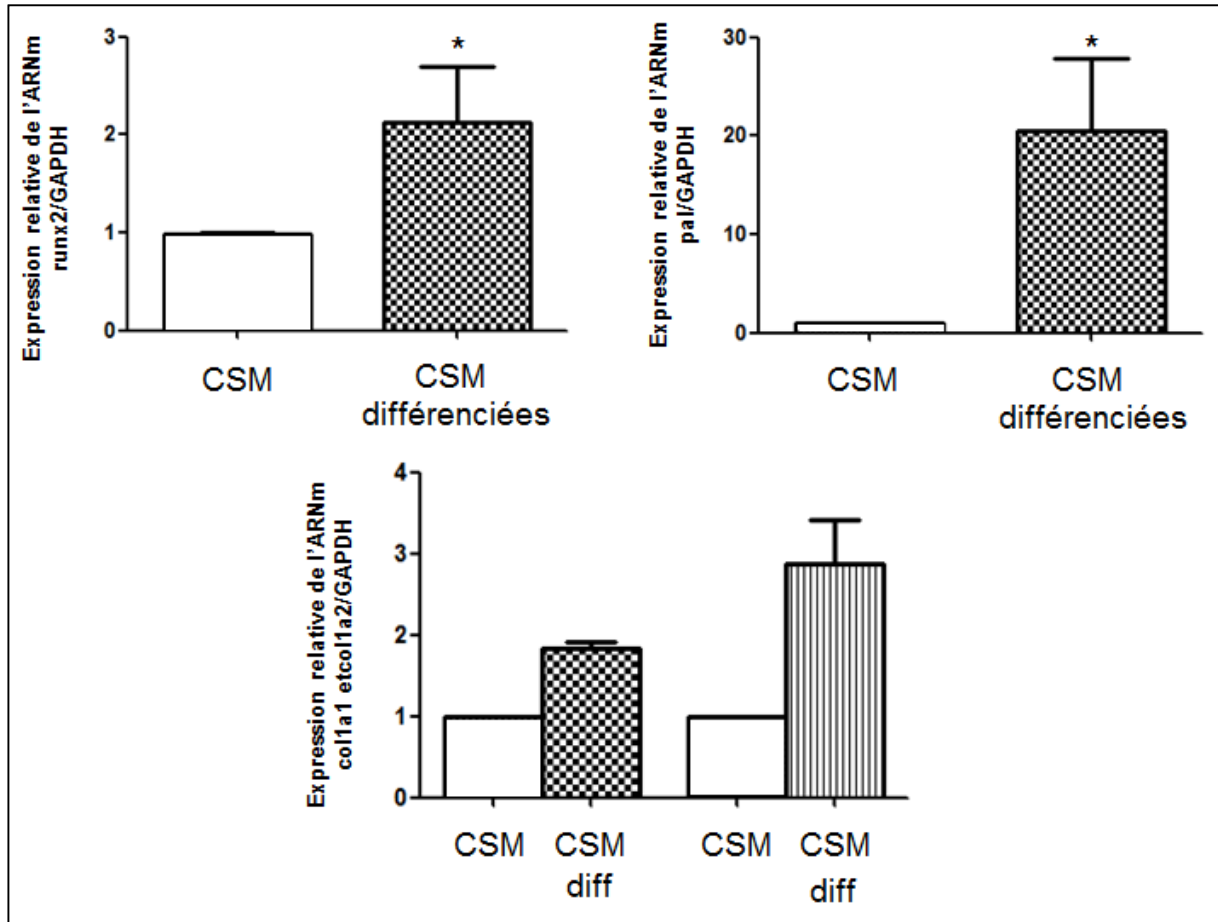 Expression relative de l'ARNm
runx2/GAPDH
3
2
1
0
*
CSM
CSM
différenciées
Expression relative de l'ARNm
pal/GAPDH
30
20
10
0
*
CSM
CSM
différenciées
Expression relative de l'ARNm
col1a1 etcol1a2/GAPDH
4
3
2
1
0
CSM
CSM
diff
CSM
CSM
diff